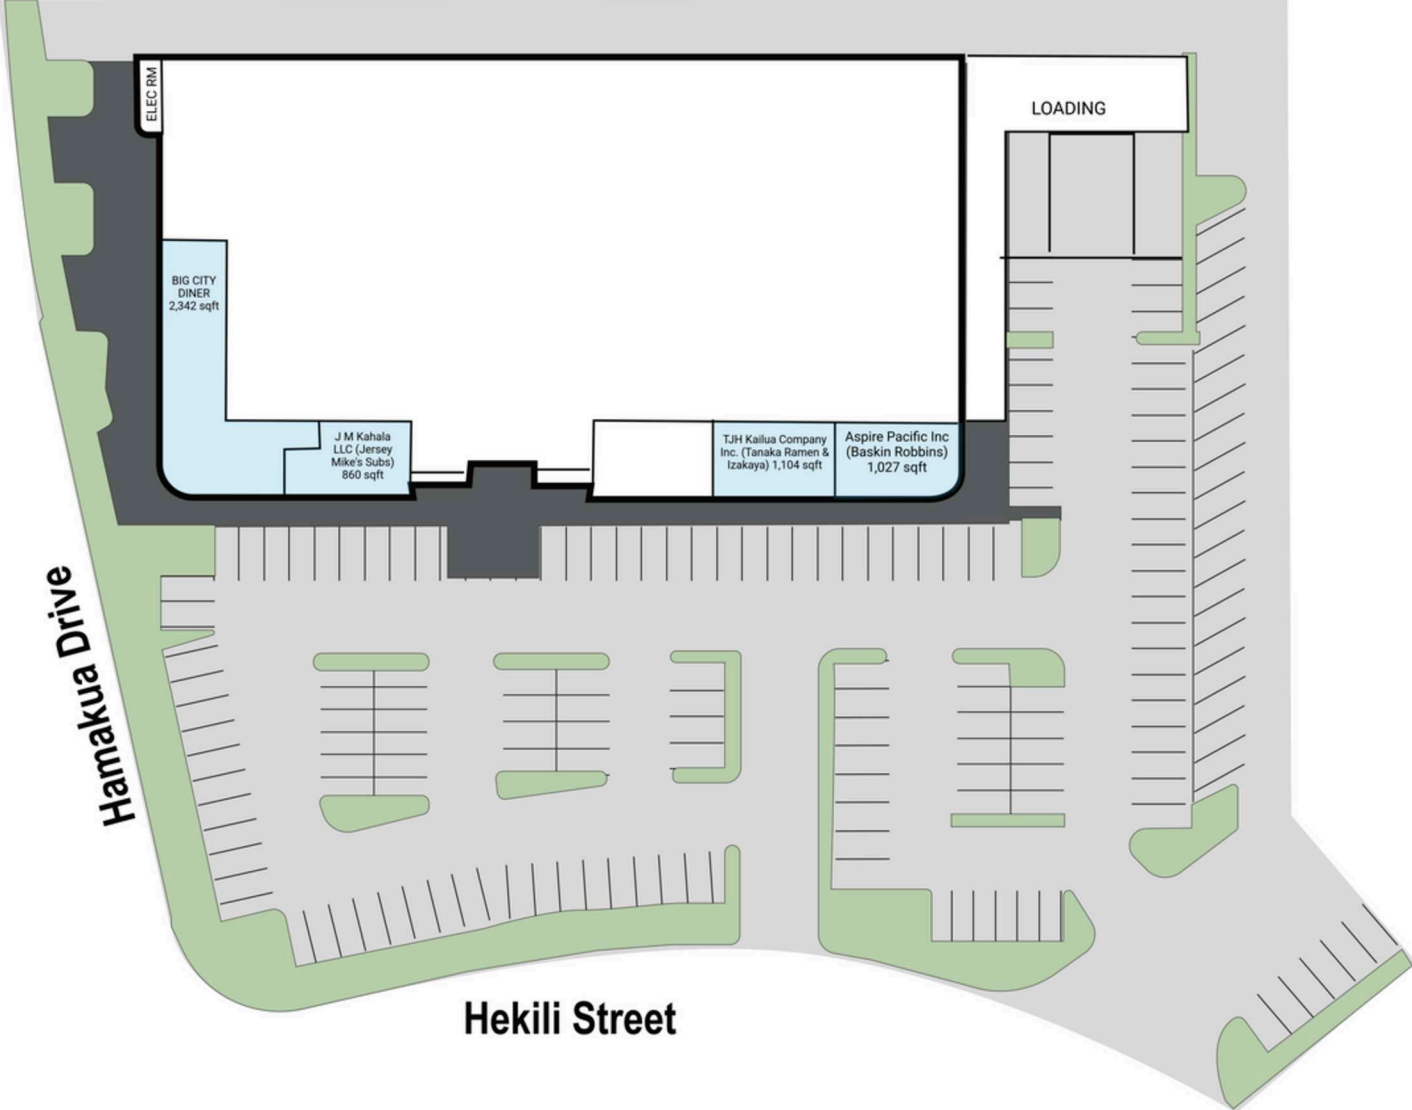 ELEC RM
LOADING
BIG CITY
DINER
2,342 sqft
J M Kahala
LLC (Jersey
Mike's Subs)
860 sqft
TJH Kailua Company
Inc. (Tanaka Ramen &
Izakaya) 1,104 sqft
Aspire Pacific Inc
(Baskin Robbins)
1,027 sqft
Hamakua Drive
Hekili Street